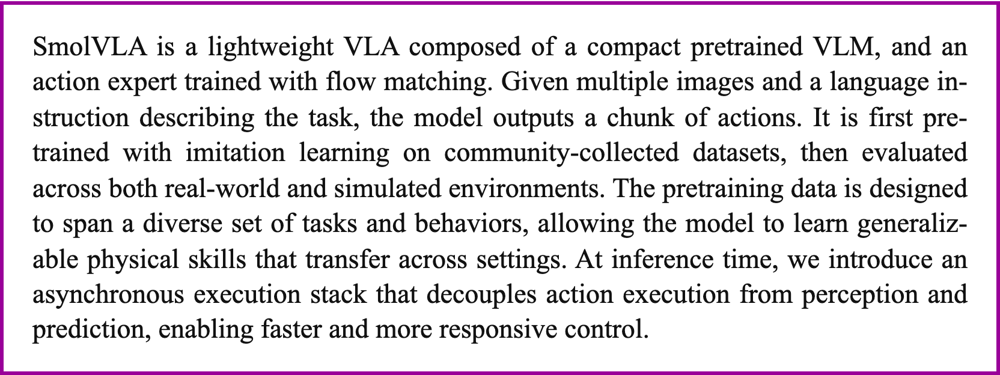 SmolVLA is a lightweight VLA composed of a compact pretrained VLM, and an
action expert trained with flow matching. Given multiple images and a language in-
struction describing the task, the model outputs a chunk of actions. It is first pre-
trained with imitation learning on community-collected datasets, then evaluated
across both real-world and simulated environments. The pretraining data is designed
to span a diverse set of tasks and behaviors, allowing the model to learn generaliz-
able physical skills that transfer across settings. At inference time, we introduce an
asynchronous execution stack that decouples action execution from perception and
prediction, enabling faster and more responsive control.